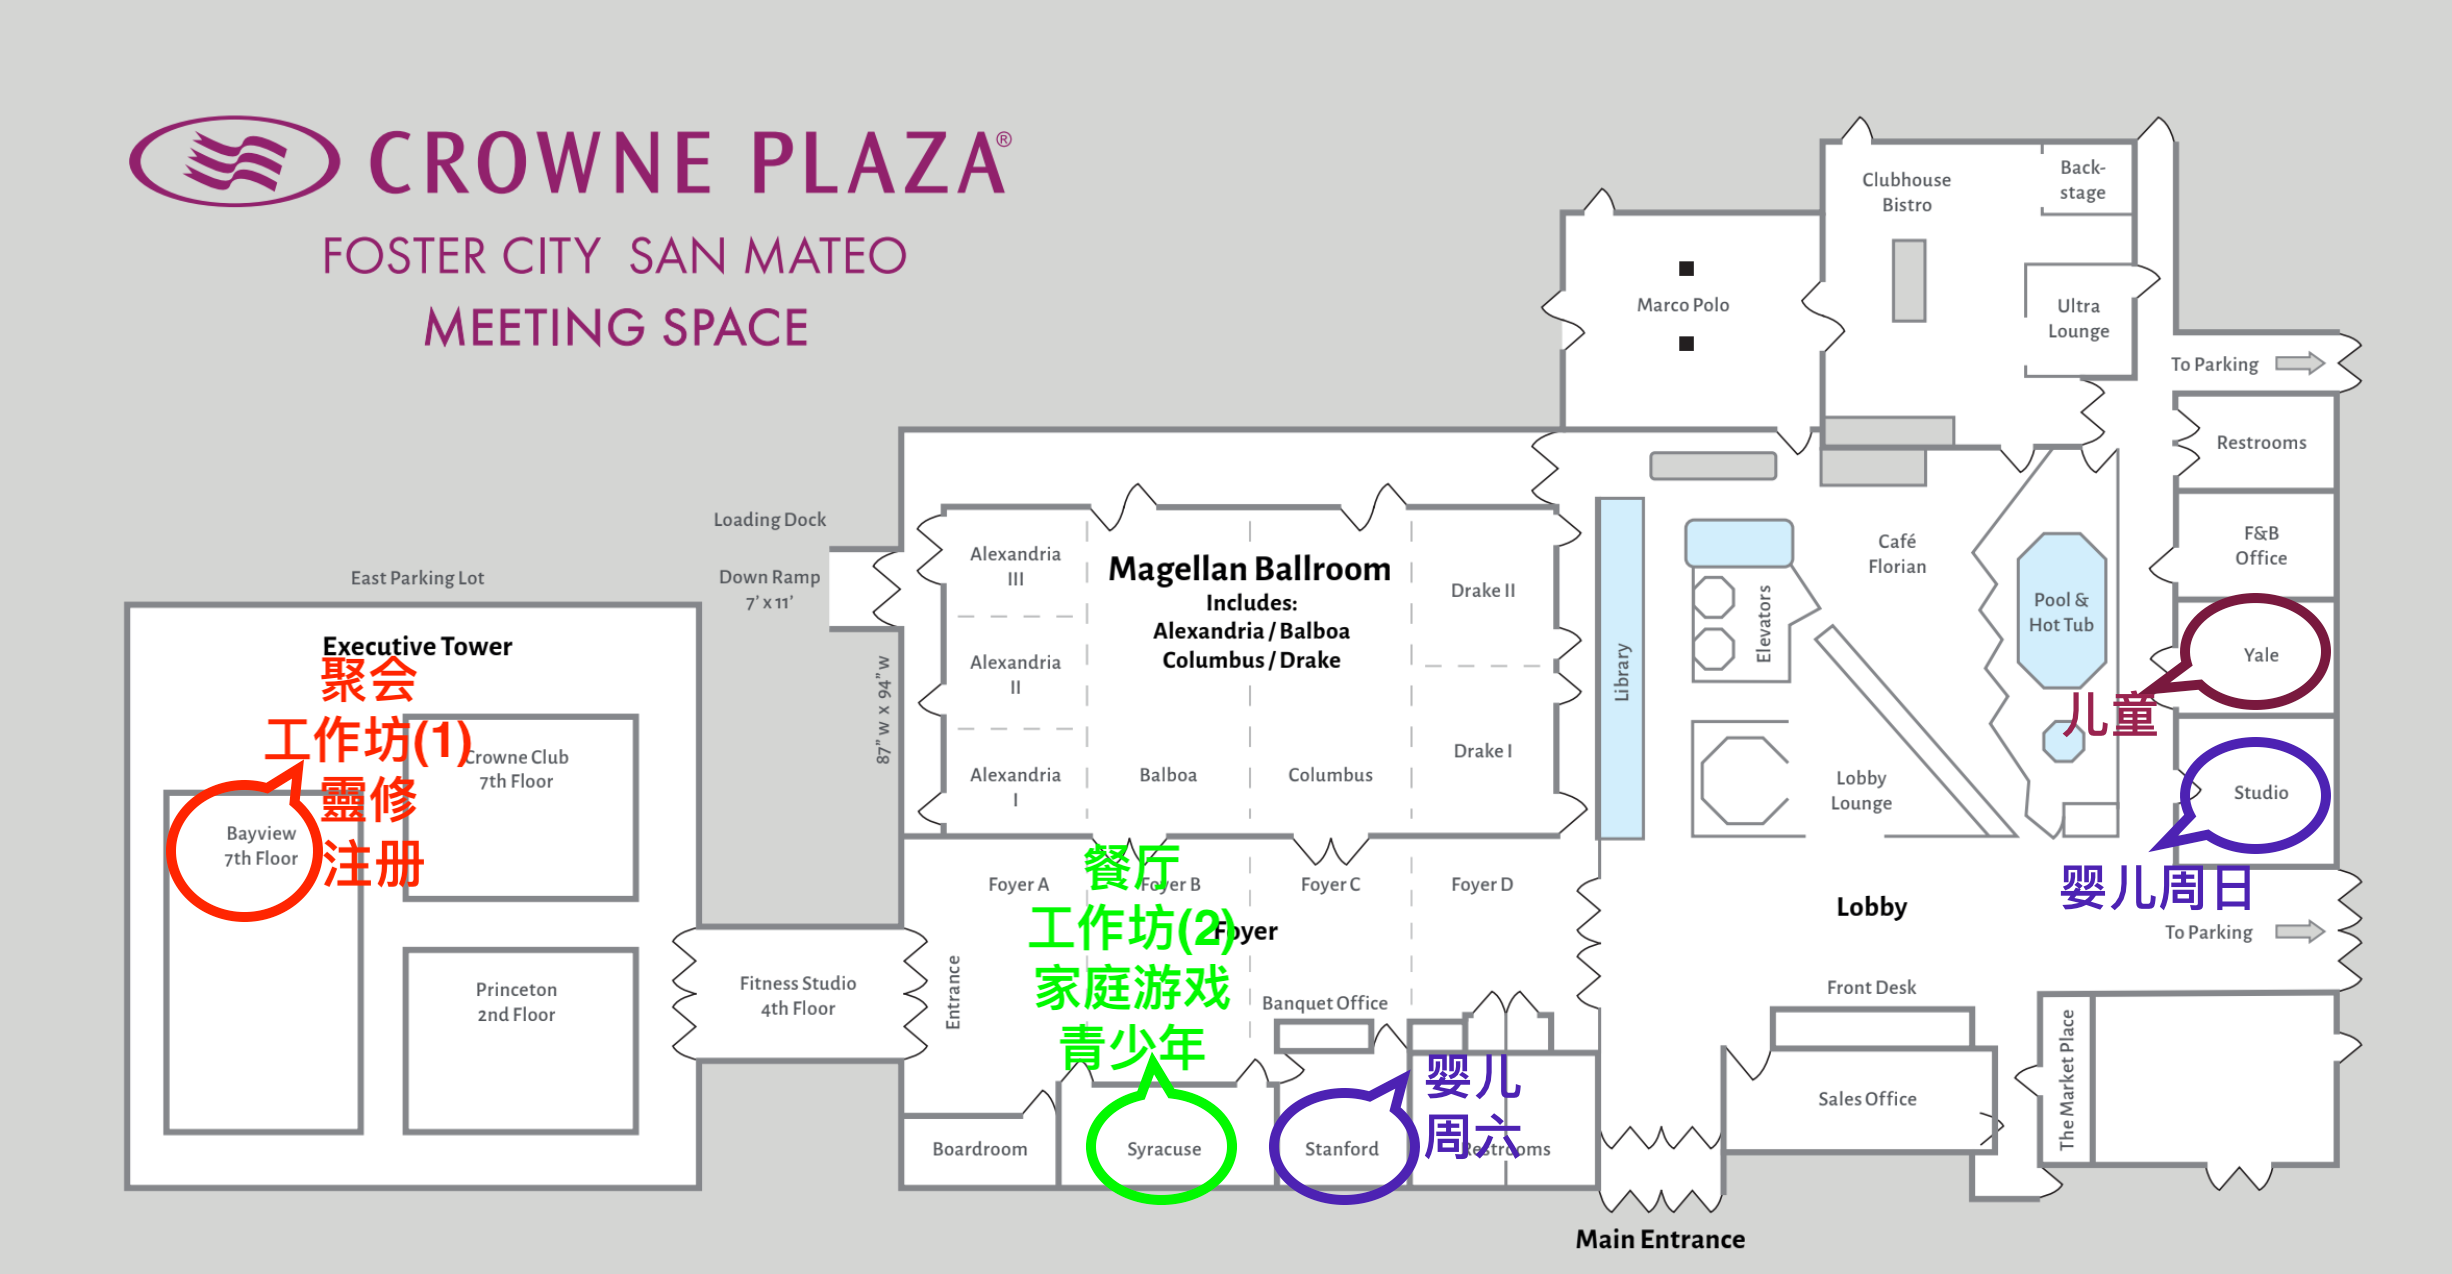 CROWNE PLAZA®
FOSTER CITY SAN MATEO
MEETING SPACE
Clubhouse
Bistro
Back-
stage
Marco Polo
Ultra
Lounge
To Parking
Restrooms
F&B
Office
Yale
儿童
Studio
婴儿周日
To Parking
Pool &
Hot Tub
Café
Florian
Elevators
Library
Lobby
Lounge
Lobby
Front Desk
Sales Office
The Market Place
Main Entrance
Loading Dock
Down Ramp
7’ x 11’
87” W x 94” W
Alexandria
III
Alexandria
II
Alexandria
I
Magellan Ballroom
Includes:
Alexandria / Balboa
Columbus / Drake
Balboa
Columbus
Drake II
Drake I
Foyer A
Foyer B
Foyer C
Foyer D
Foyer
餐厅
工作坊(2)
家庭游戏
青少年
Banquet Office
Entrance
Boardroom
Syracuse
Stanford
婴儿
周六
Restrooms
East Parking Lot
Executive Tower
聚会
工作坊(1)
靈修
注册
Crowne Club
7th Floor
Bayview
7th Floor
Princeton
2nd Floor
Fitness Studio
4th Floor